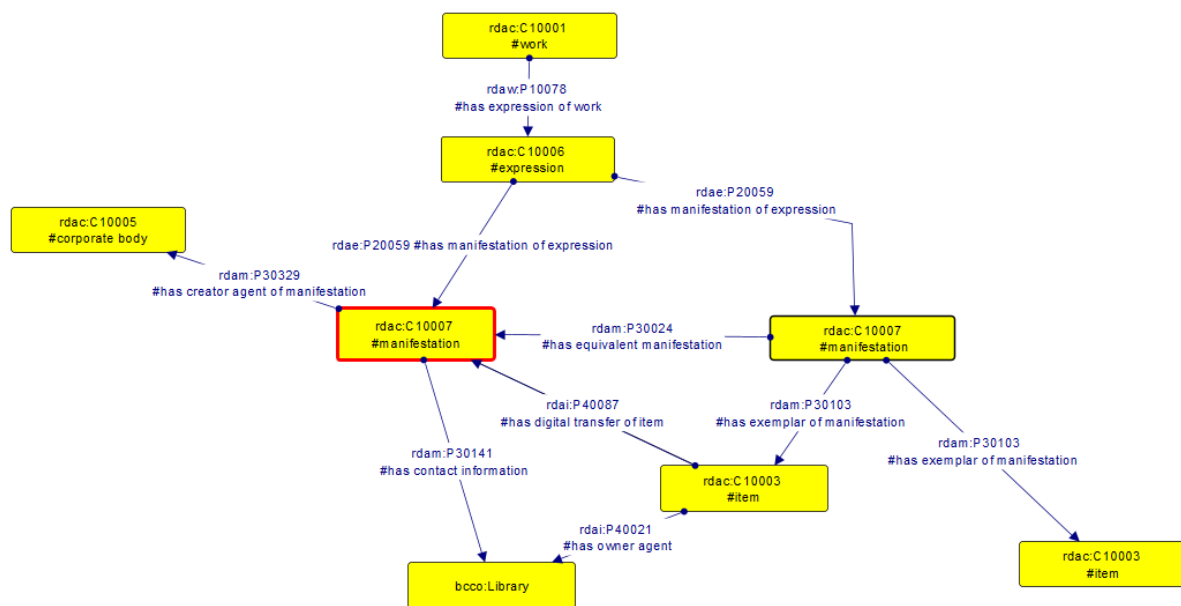 rdac:C10001
#work
rdaw:P10078
#has expression of work
rdac:C10006
#expression
rdae:P20059
#has manifestation of expression
rdac:C10005
#corporate body
rdae:P20059 #has manifestation of expression
rdam:P30329
#has creator agent of manifestation
rdac:C10007
#manifestation
rdam:P30024
#has equivalent manifestation
rdac:C10007
#manifestation
rdai:P40087
#has digital transfer of item
rdam:P30103
#has exemplar of manifestation
rdam:P30103
#has exemplar of manifestation
rdam:P30141
#has contact information
rdac:C10003
#item
rdai:P40021
#has owner agent
rdac:C10003
#item
bcco:Library